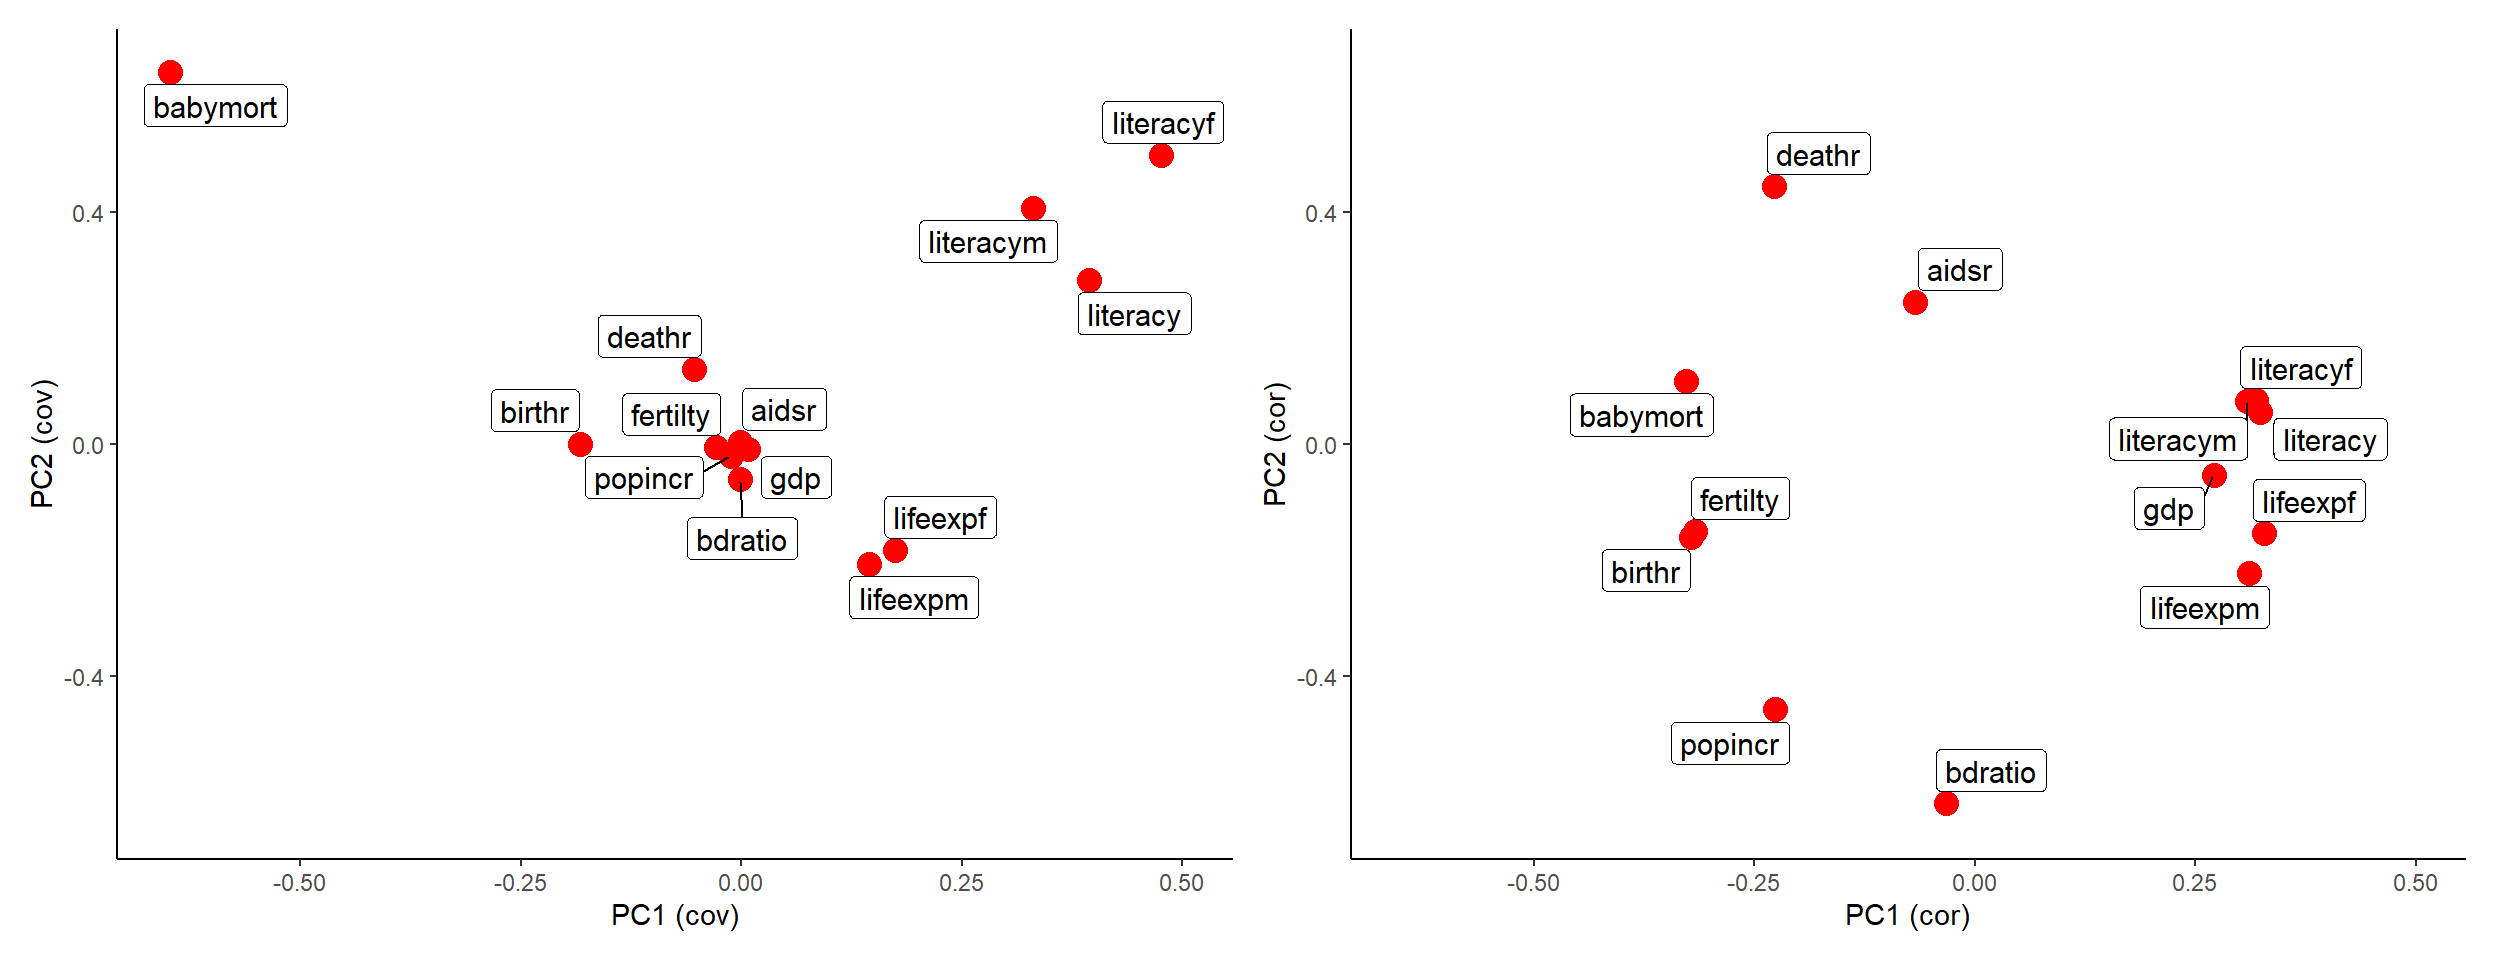 babymort
literacyf
literacym
literacy
deathr
birthr
fertilty
aidsr
popincr
gdp
bdratio
lifeexpf
lifeexpm
0.4
0.0
-0.4
-0.50
-0.25
0.00
0.25
0.50
PC1 (cov)
PC2 (cov)
deathr
aidsr
literacyf
babymort
literacym
literacy
fertilty
gdp
lifeexpf
birthr
lifeexpm
popincr
bdratio
0.4
0.0
-0.4
-0.50
-0.25
0.00
0.25
0.50
PC1 (cor)
PC2 (cor)